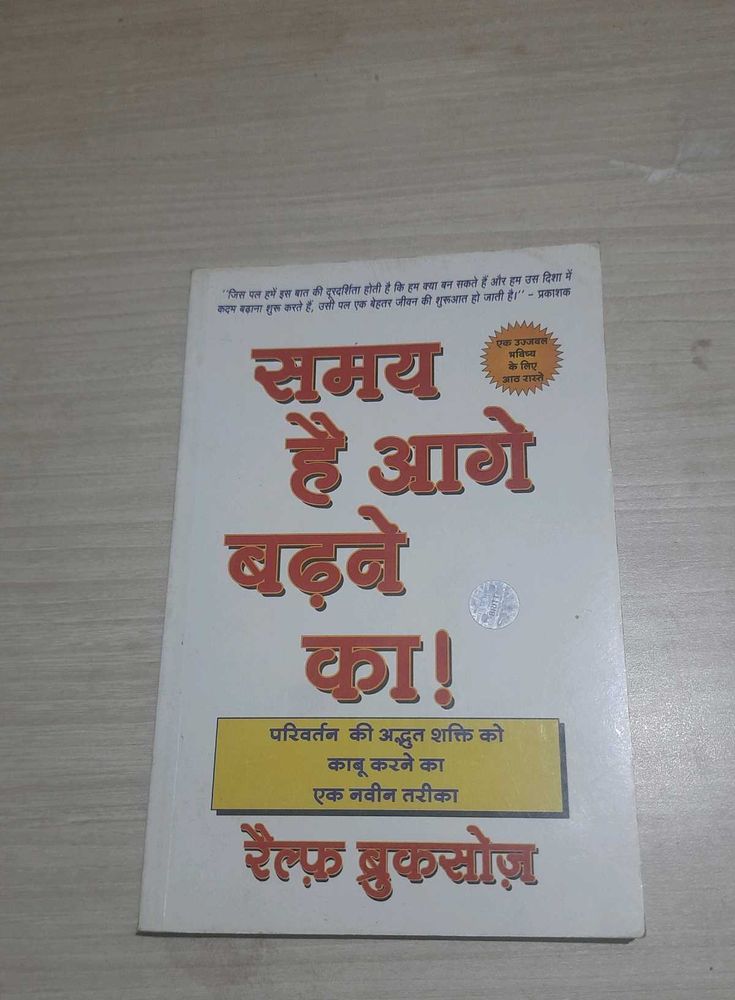 "जिस पल हमें इस बात की दूरदर्शिता होती है कि हम क्या बन सकते हैं और हम उस दिशा में
कदम बढ़ाना शुरू करते हैं, उसी पल एक बेहतर जीवन की शुरूआत हो जाती है।" – प्रकाशक
एक उज्जवल
भविष्य
के लिए
आठ रास्ते
समय
है आगे
बढ़ने
का!
परिवर्तन की अद्भुत शक्ति को
काबू करने का
एक नवीन तरीका
रैल्फ़ ब्रुकसोज़